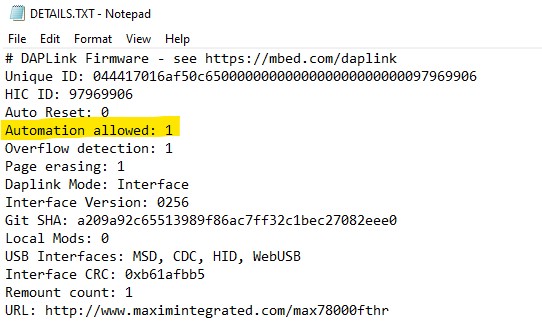 DETAILS.TXT - Notepad
File Edit Format View Help
# DAPLink Firmware - see https://mbed.com/daplink
Unique ID: 044417016af50c6500000000000000000000000097969906
HIC ID: 97969906
Auto Reset: 0
Automation allowed: 1
Overflow detection: 1
Page erasing: 1
Daplink Mode: Interface
Interface Version: 0256
Git SHA: a209a92c65513989f86ac7ff32c1bec27082eee0
Local Mods: 0
USB Interfaces: MSD, CDC, HID, WebUSB
Interface CRC: 0xb61afbb5
Remount count: 1
URL: http://www.maximintegrated.com/max78000fthr